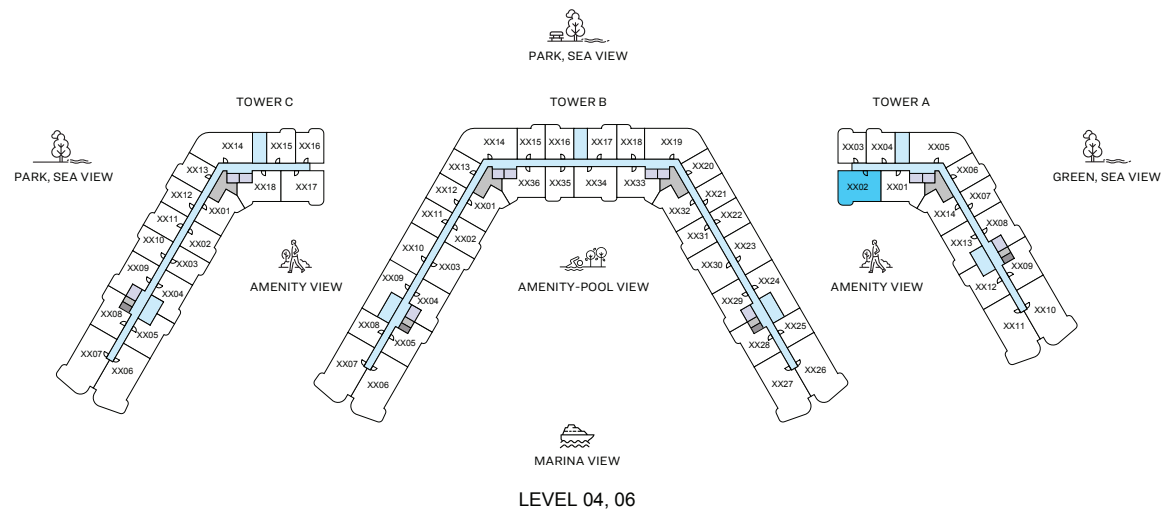 PARK, SEA VIEW
TOWER C
TOWER B
TOWER A
PARK, SEA VIEW
GREEN, SEA VIEW
XX14
XX15
XX16
XX13
XX18
XX17
XX12
XX01
XX11
XX02
XX10
XX03
XX09
XX04
XX08
XX05
XX07
XX06
XX14
XX15
XX16
XX17
XX18
XX19
XX13
XX20
XX36
XX35
XX34
XX33
XX12
XX01
XX32
XX21
XX11
XX02
XX31
XX22
XX10
XX03
XX30
XX23
XX09
XX04
XX29
XX24
XX08
XX05
XX28
XX25
XX07
XX06
XX27
XX26
XX03
XX04
XX05
XX02
XX01
XX06
XX14
XX07
XX13
XX08
XX12
XX09
XX11
XX10
AMENITY VIEW
AMENITY-POOL VIEW
AMENITY VIEW
MARINA VIEW
LEVEL 04, 06